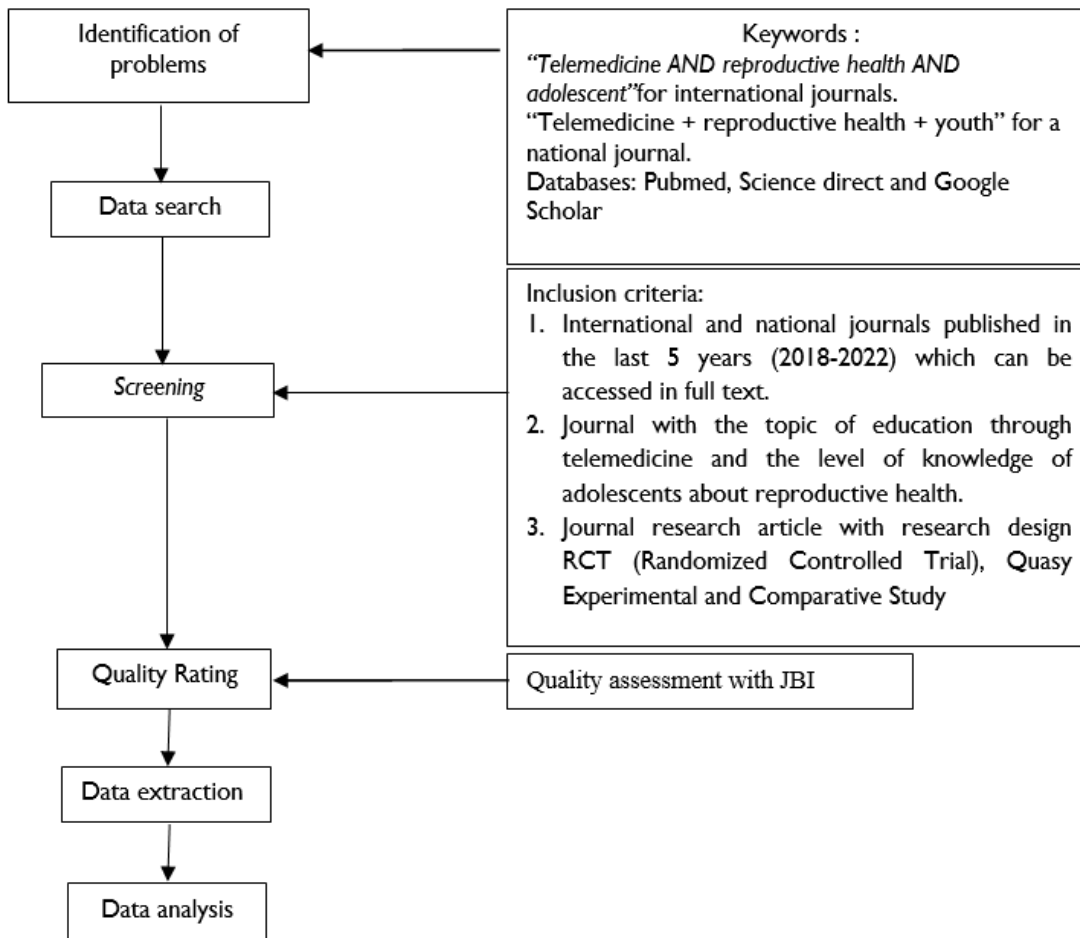 Identification of
problems
Keywords :
“Telemedicine AND reproductive health AND
adolescent”for international journals.
“Telemedicine + reproductive health + youth” for a
national journal.
Databases: Pubmed, Science direct and Google
Scholar
Data search
Inclusion criteria:
1. International and national journals published in
the last 5 years (2018-2022) which can be
accessed in full text.
2. Journal with the topic of education through
telemedicine and the level of knowledge of
adolescents about reproductive health.
3. Journal research article with research design
RCT (Randomized Controlled Trial), Quasy
Experimental and Comparative Study
Screening
Quality Rating
Quality assessment with JBI
Data extraction
Data analysis